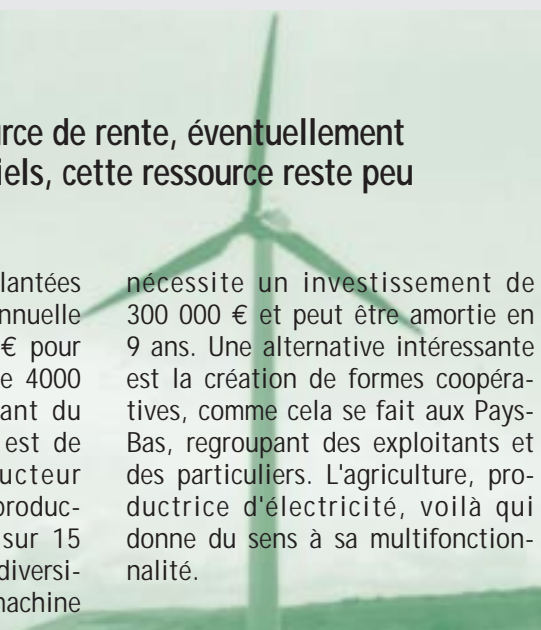 rce de rente, éventuellement
iels, cette ressource reste peu
lantées
nnuelle
€ pour
e 4000
ant du
est de
ucteur
produc-
sur 15
diversi-
machine
nécessite un investissement de
300 000 € et peut être amortie en
9 ans. Une alternative intéressante
est la création de formes coopéra-
tives, comme cela se fait aux Pays-
Bas, regroupant des exploitants et
des particuliers. L'agriculture, pro-
ductrice d'électricité, voilà qui
donne du sens à sa multifonction-
nalité.